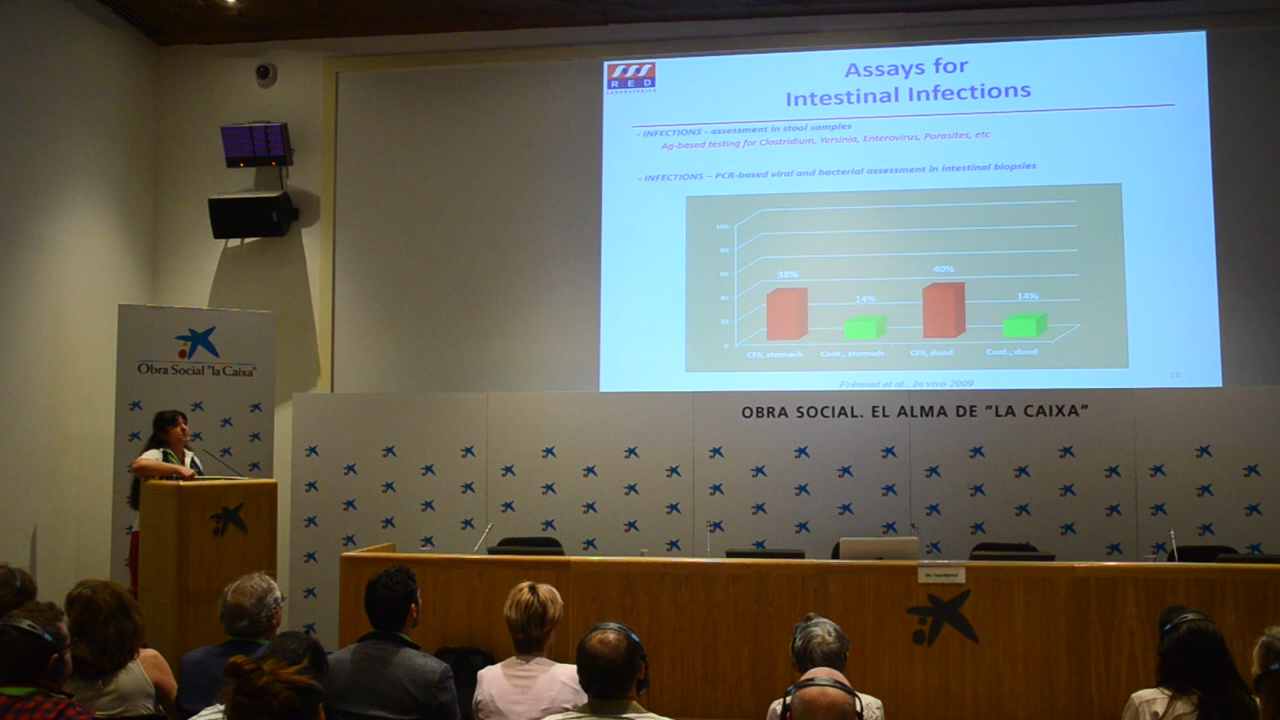 RED
LABORATORIES
Assays for
Intestinal Infections
- INFECTIONS - assessment in stool samples
Ag-based testing for Clostridium, Yersinia, Enterovirus, Parasites, etc
- INFECTIONS – PCR-based viral and bacterial assessment in intestinal biopsies
100
80
60
40
20
0
38%
14%
40%
14%
CFS, stomach
Cont., stomach
CFS, duod
Cont., duod
Frémont et al., In vivo 2009
18
Obra Social "la Caixa"
OBRA SOCIAL. EL ALMA DE "LA CAIXA"